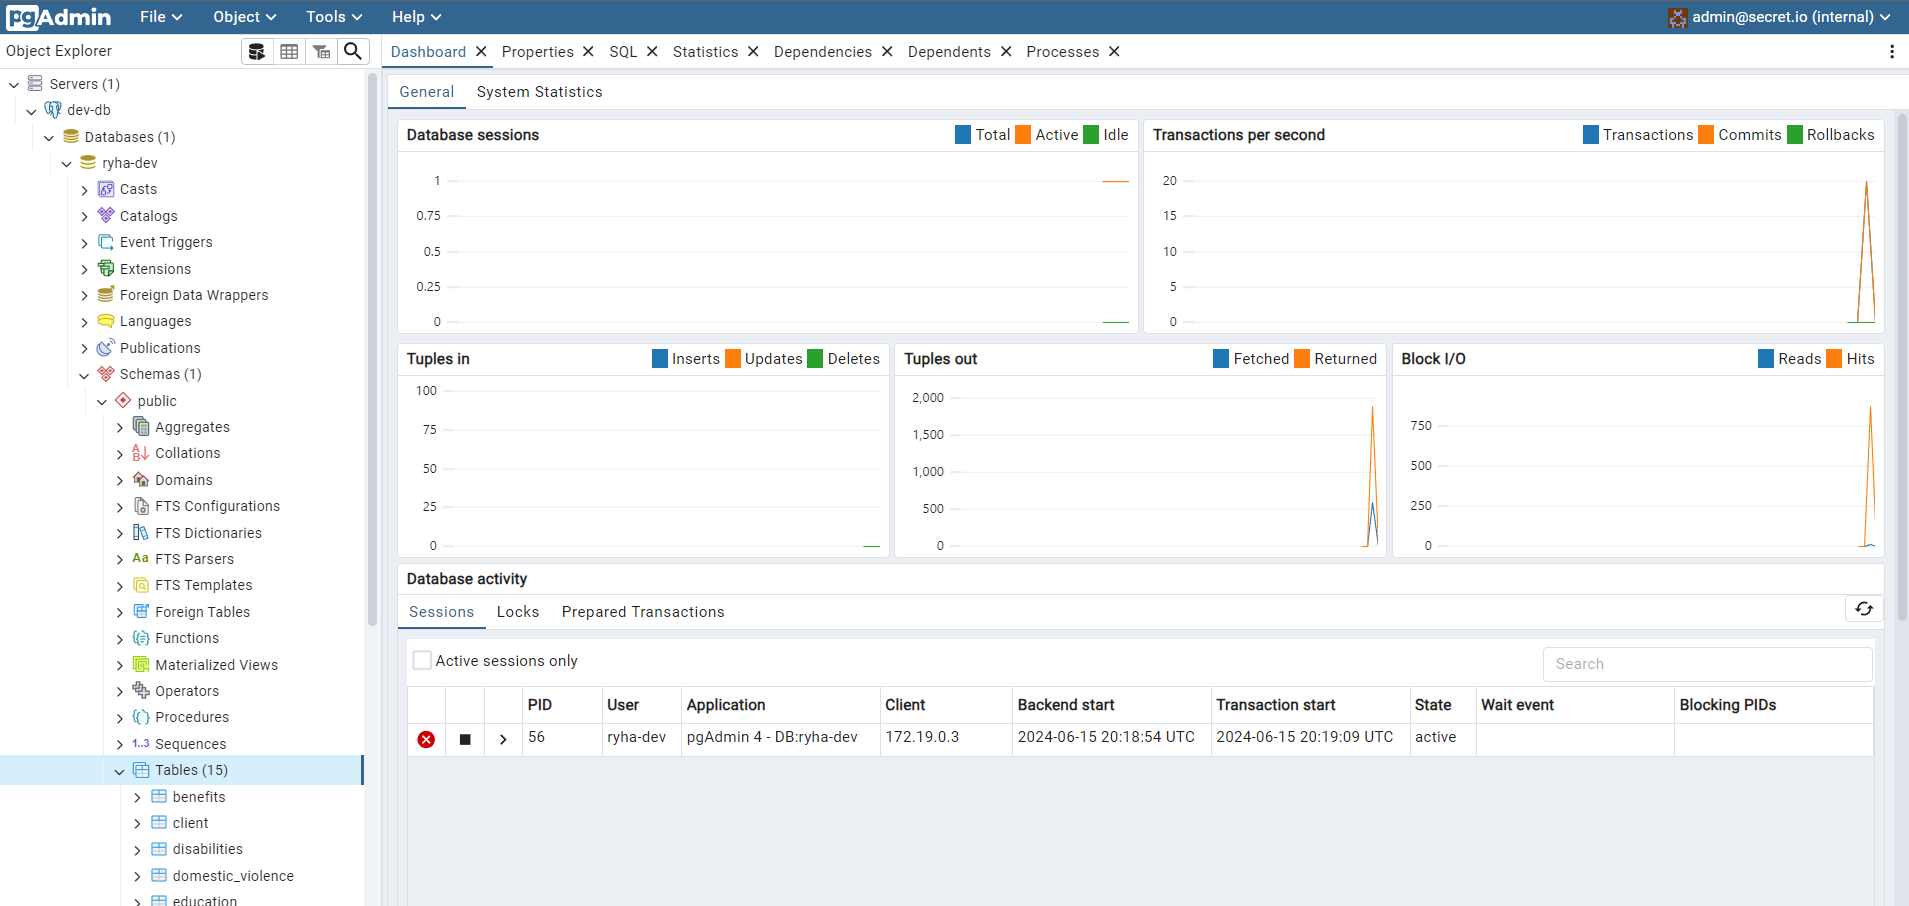 pgAdmin File Object Tools Help admin@secret.io (internal)
Object Explorer
Servers (1)
dev-db
Databases (1)
ryha-dev
Casts
Catalogs
Event Triggers
Extensions
Foreign Data Wrappers
Languages
Publications
Schemas (1)
public
Aggregates
Collations
Domains
FTS Configurations
FTS Dictionaries
Aa FTS Parsers
FTS Templates
Foreign Tables
Functions
Materialized Views
Operators
Procedures
1..3 Sequences
Tables (15)
benefits
client
disabilities
domestic_violence
education
Dashboard Properties SQL Statistics Dependencies Dependents Processes
General System Statistics
Database sessions Total Active Idle
1
0.75
0.5
0.25
0
Transactions per second Transactions Commits Rollbacks
20
15
10
5
0
Tuples in Inserts Updates Deletes
100
75
50
25
0
Tuples out Fetched Returned
2,000
1,500
1,000
500
0
Block I/O Reads Hits
750
500
250
0
Database activity
Sessions Locks Prepared Transactions
Active sessions only Search
PID User Application Client Backend start Transaction start State Wait event Blocking PIDs
56 ryha-dev pgAdmin 4 - DB:ryha-dev 172.19.0.3 2024-06-15 20:18:54 UTC 2024-06-15 20:19:09 UTC active